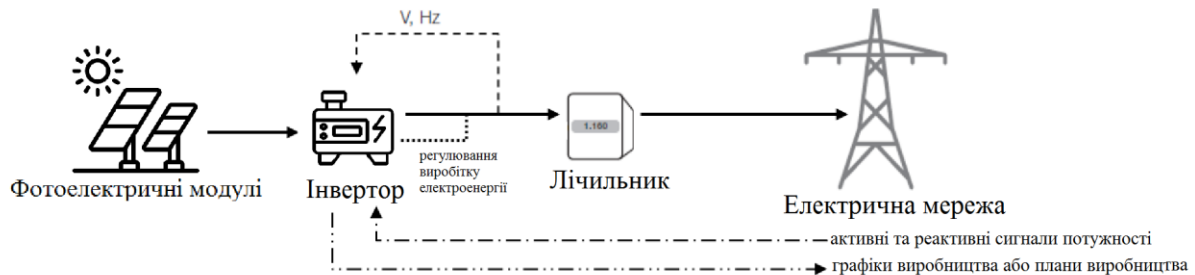 V, Hz
1.160
регулювання
виробітку
електроенергії
Фотоелектричні модулі
Інвертор
Лічильник
Електрична мережа
активні та реактивні сигнали потужності
графіки виробництва або плани виробництва